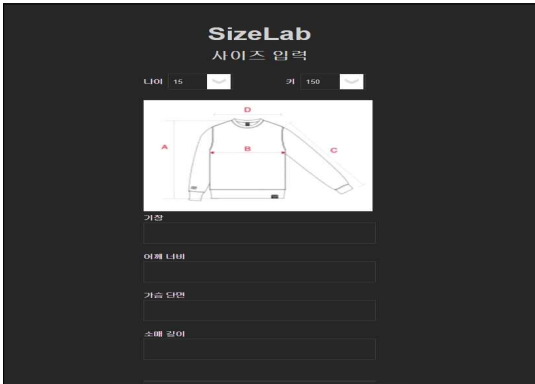 SizeLab
사이즈 입력
나이 15 키 150
D
A B C
기장
어깨 너비
가슴 단면
소매 길이